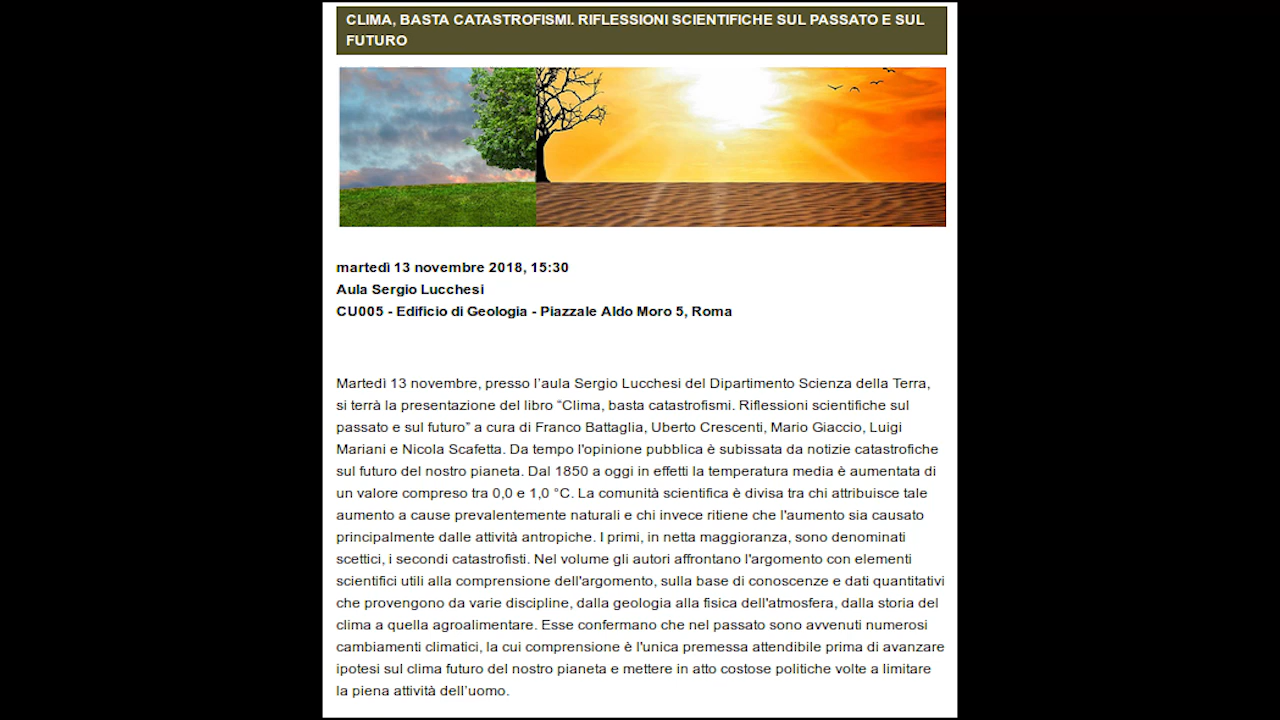 CLIMA, BASTA CATASTROFISMI. RIFLESSIONI SCIENTIFICHE SUL PASSATO E SUL
FUTURO
martedì 13 novembre 2018, 15:30
Aula Sergio Lucchesi
CU005 - Edificio di Geologia - Piazzale Aldo Moro 5, Roma
Martedì 13 novembre, presso l’aula Sergio Lucchesi del Dipartimento Scienza della Terra,
si terrà la presentazione del libro “Clima, basta catastrofismi. Riflessioni scientifiche sul
passato e sul futuro” a cura di Franco Battaglia, Uberto Crescenti, Mario Giaccio, Luigi
Mariani e Nicola Scafetta. Da tempo l'opinione pubblica è subissata da notizie catastrofiche
sul futuro del nostro pianeta. Dal 1850 a oggi in effetti la temperatura media è aumentata di
un valore compreso tra 0,0 e 1,0 °C. La comunità scientifica è divisa tra chi attribuisce tale
aumento a cause prevalentemente naturali e chi invece ritiene che l'aumento sia causato
principalmente dalle attività antropiche. I primi, in netta maggioranza, sono denominati
scettici, i secondi catastrofisti. Nel volume gli autori affrontano l'argomento con elementi
scientifici utili alla comprensione dell'argomento, sulla base di conoscenze e dati quantitativi
che provengono da varie discipline, dalla geologia alla fisica dell'atmosfera, dalla storia del
clima a quella agroalimentare. Esse confermano che nel passato sono avvenuti numerosi
cambiamenti climatici, la cui comprensione è l'unica premessa attendibile prima di avanzare
ipotesi sul clima futuro del nostro pianeta e mettere in atto costose politiche volte a limitare
la piena attività dell’uomo.